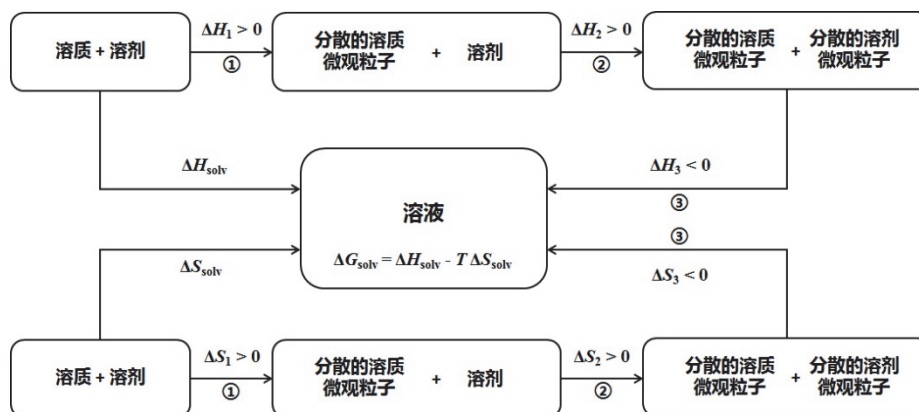 溶质 + 溶剂
ΔH₁ > 0
①
分散的溶质
微观粒子
+ 溶剂
ΔH₂ > 0
②
分散的溶质
微观粒子
+ 分散的溶剂
微观粒子
ΔHsolv
ΔH₃ < 0
③
溶液
ΔGsolv = ΔHsolv - T ΔSsolv
③
ΔSsolv
ΔS₃ < 0
溶质 + 溶剂
ΔS₁ > 0
①
分散的溶质
微观粒子
+ 溶剂
ΔS₂ > 0
②
分散的溶质
微观粒子
+ 分散的溶剂
微观粒子